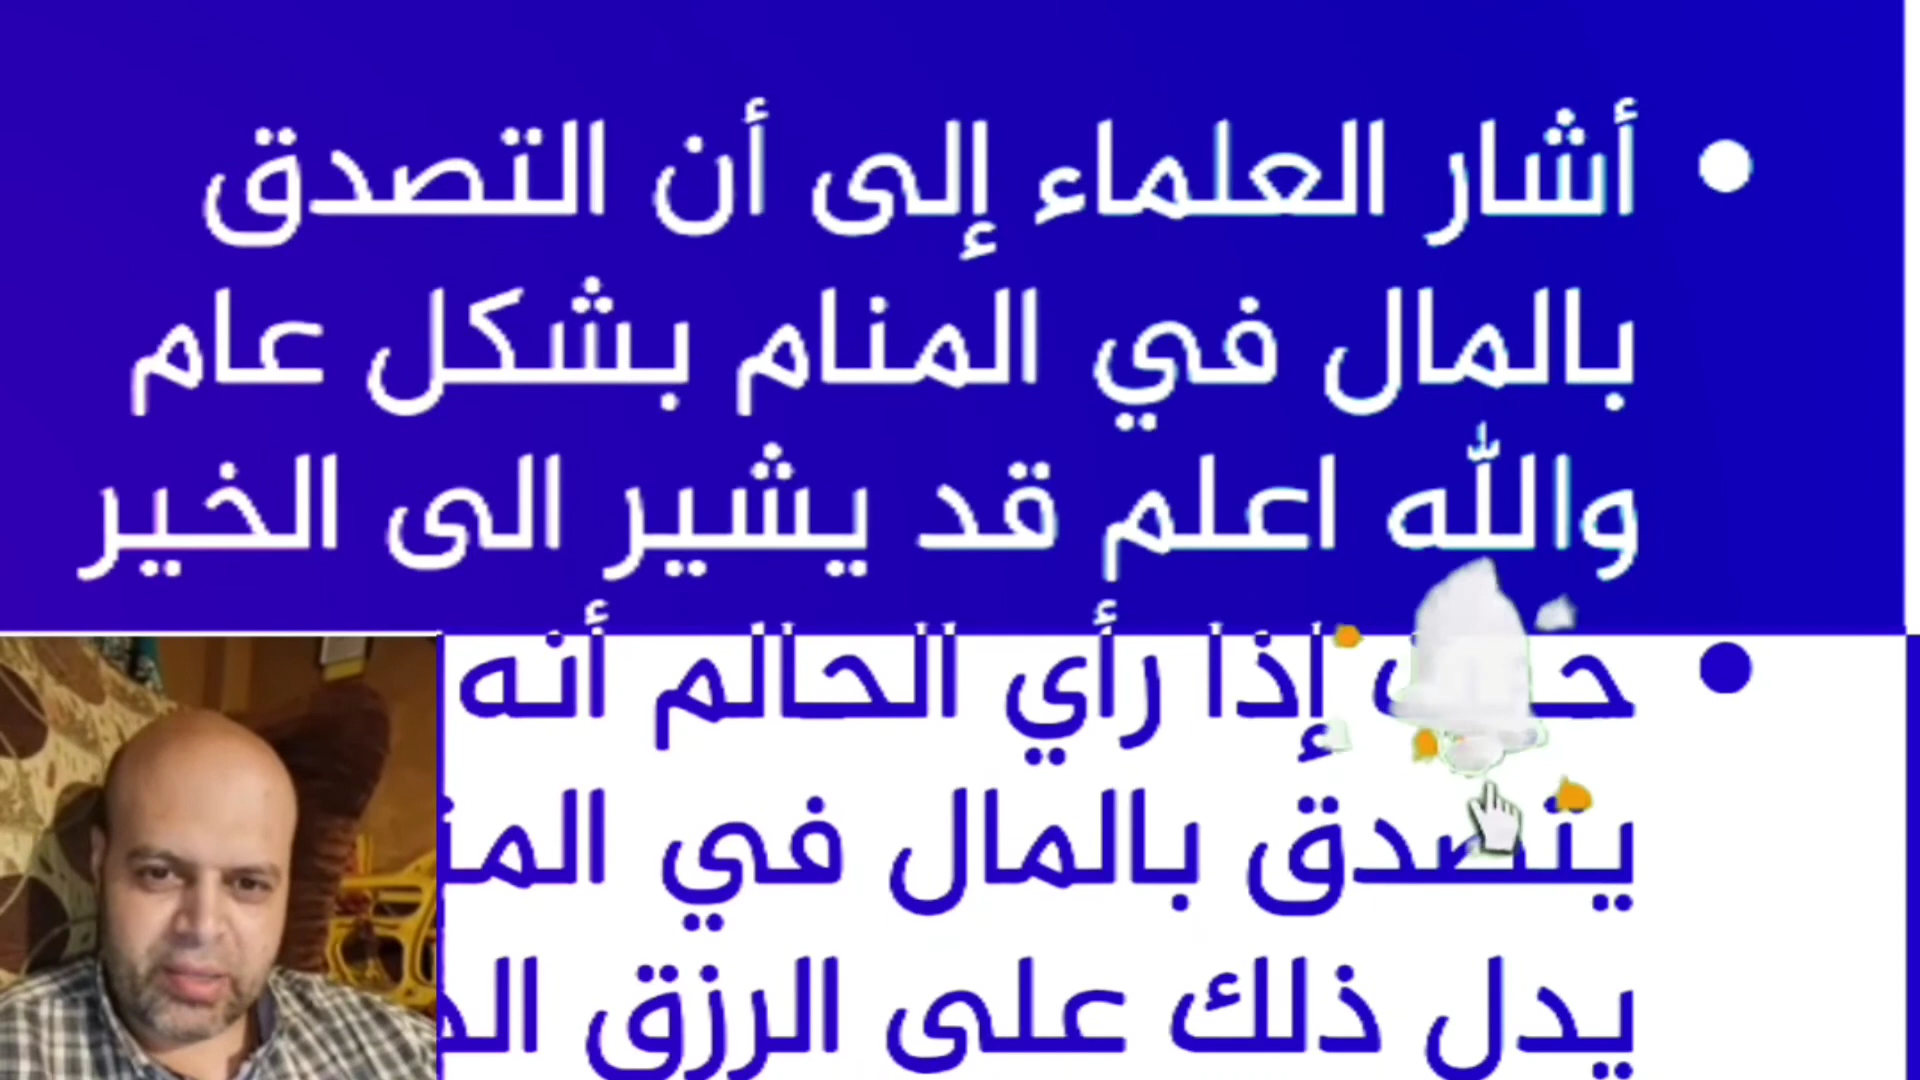 أشار العلماء إلى أن التصدق
بالمال في المنام بشكل عام
والله اعلم قد يشير الى الخير
إذا رأي الحالم أنه
يتصدق بالمال في
يدل ذلك على الرزق